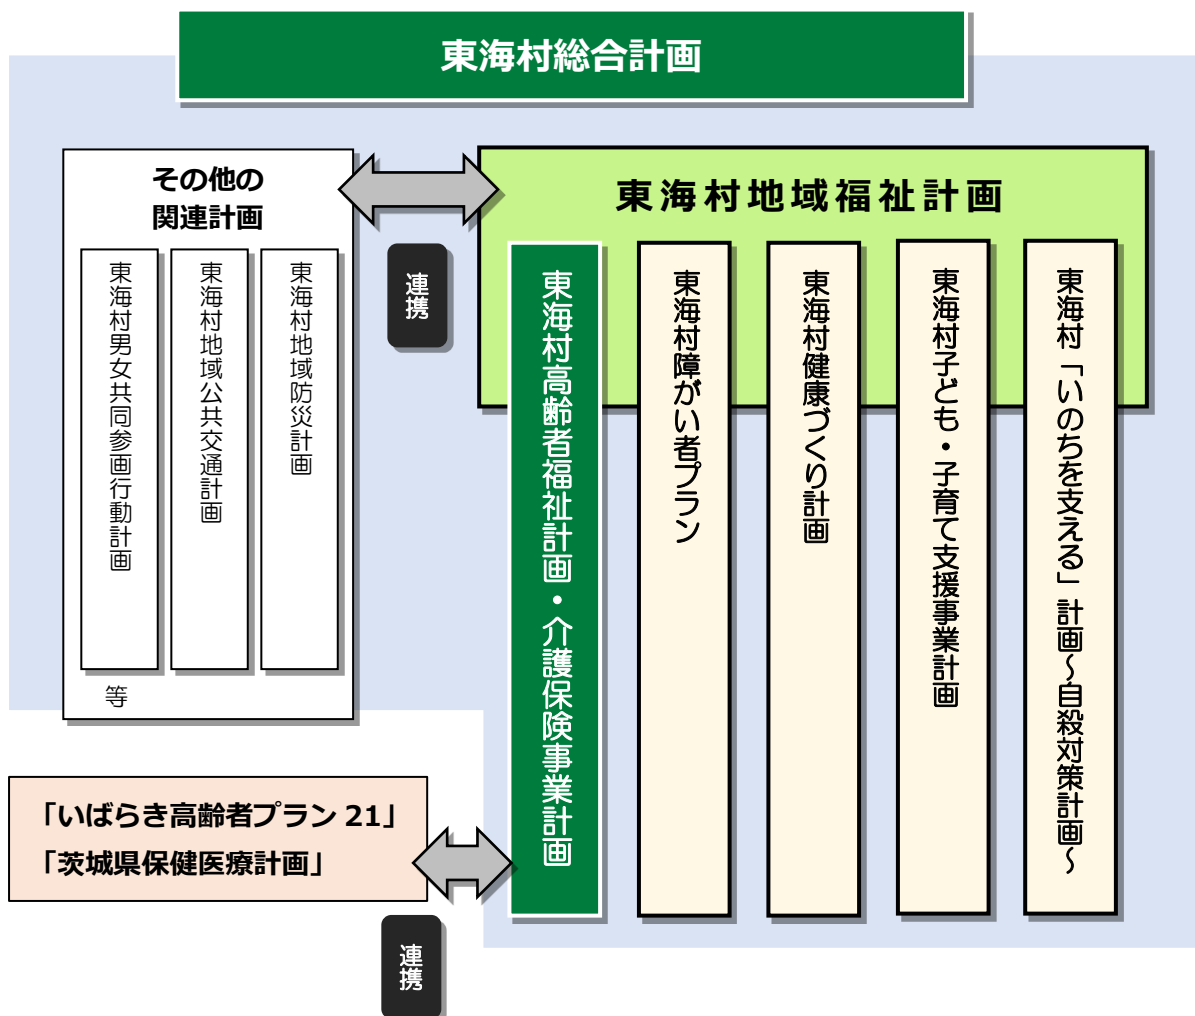 東海村総合計画
その他の
関連計画
東海村男女共同参画行動計画
東海村地域公共交通計画
東海村地域防災計画
等
連携
東海村地域福祉計画
東海村高齢者福祉計画・介護保険事業計画
東海村障がい者プラン
東海村健康づくり計画
東海村子ども・子育て支援事業計画
東海村「いのちを支える」計画～自殺対策計画～
「いばらき高齢者プラン 21」
「茨城県保健医療計画」
連携